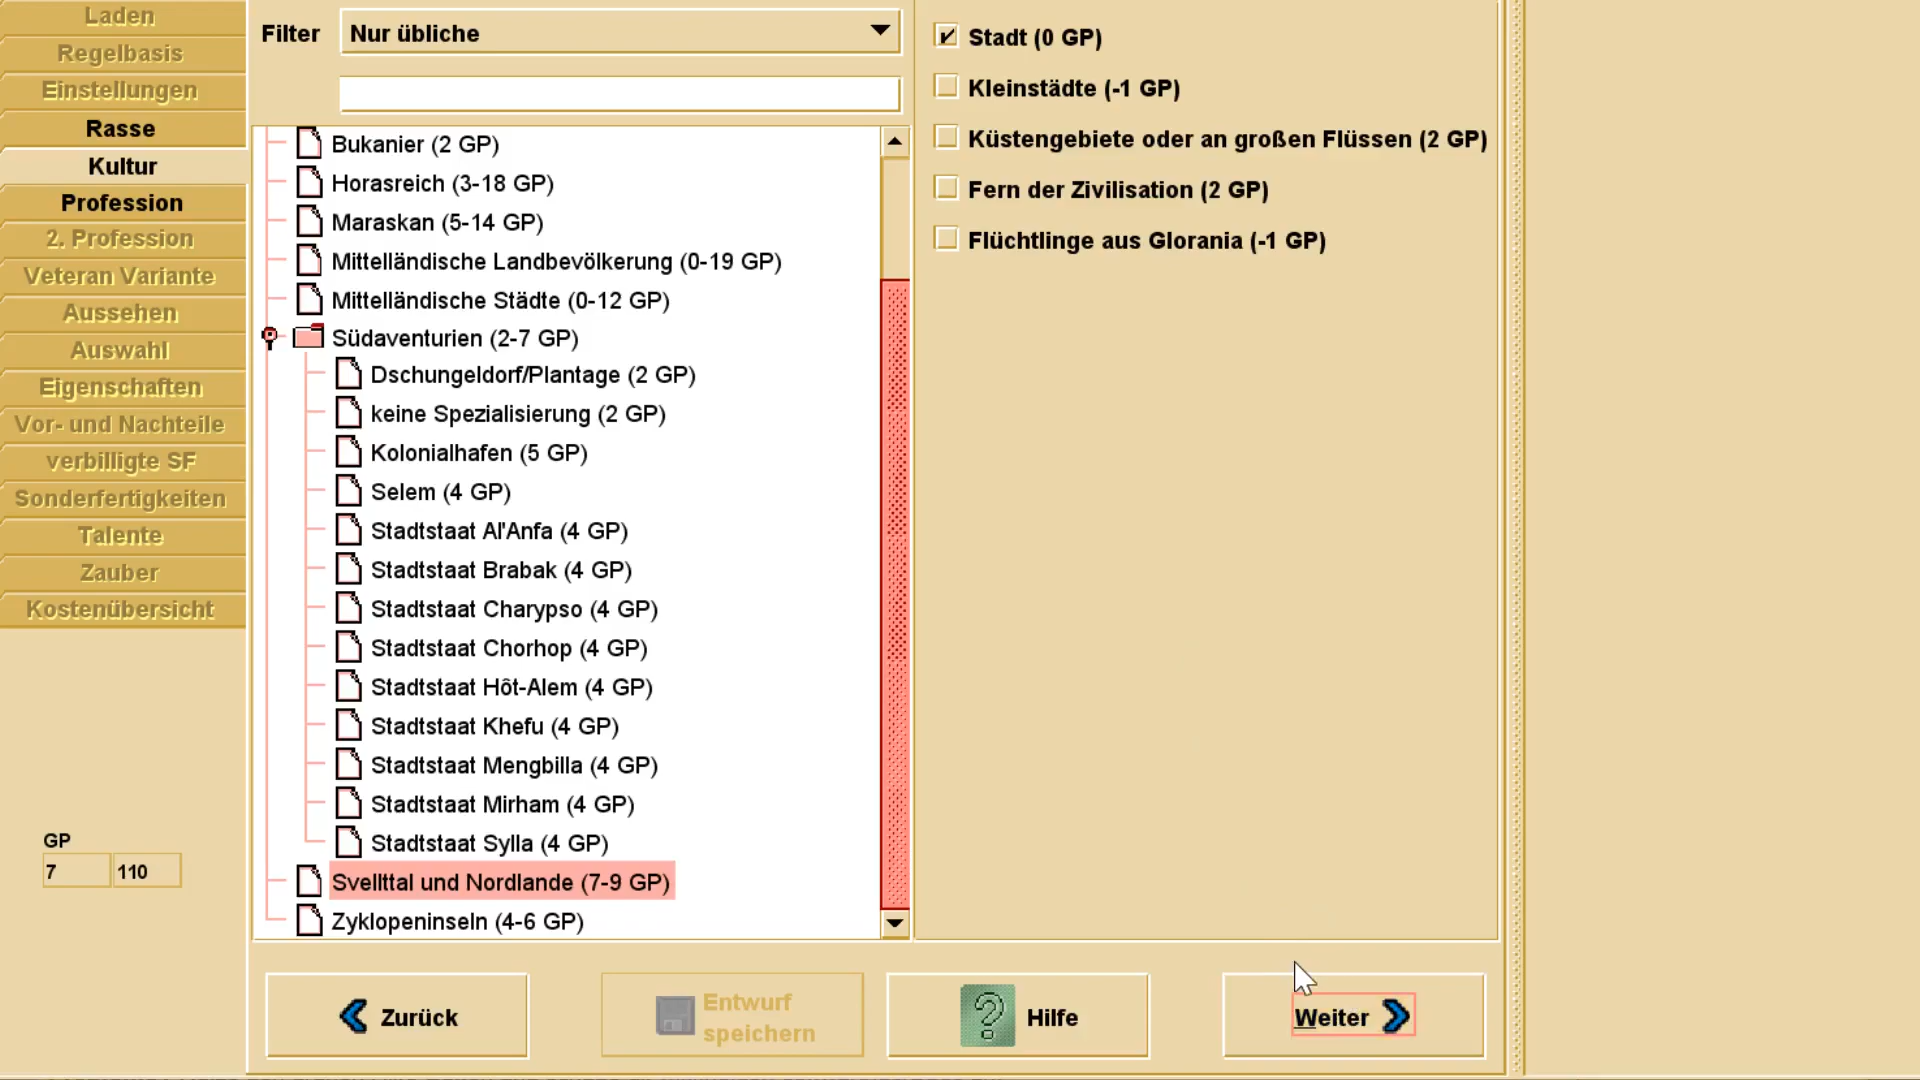 Laden
Regelbasis
Einstellungen
Rasse
Kultur
Profession
2. Profession
Veteran Variante
Aussehen
Auswahl
Eigenschaften
Vor- und Nachteile
verbilligte SF
Sonderfertigkeiten
Talente
Zauber
Kostenübersicht
GP
7 110
Filter Nur übliche
Bukanier (2 GP)
Horasreich (3-18 GP)
Maraskan (5-14 GP)
Mittelländische Landbevölkerung (0-19 GP)
Mittelländische Städte (0-12 GP)
Südaventurien (2-7 GP)
Dschungeldorf/Plantage (2 GP)
keine Spezialisierung (2 GP)
Kolonialhafen (5 GP)
Selem (4 GP)
Stadtstaat Al'Anfa (4 GP)
Stadtstaat Brabak (4 GP)
Stadtstaat Charypso (4 GP)
Stadtstaat Chorhop (4 GP)
Stadtstaat Hôt-Alem (4 GP)
Stadtstaat Khefu (4 GP)
Stadtstaat Mengbilla (4 GP)
Stadtstaat Mirham (4 GP)
Stadtstaat Sylla (4 GP)
Svellttal und Nordlande (7-9 GP)
Zyklopeninseln (4-6 GP)
Stadt (0 GP)
Kleinstädte (-1 GP)
Küstengebiete oder an großen Flüssen (2 GP)
Fern der Zivilisation (2 GP)
Flüchtlinge aus Glorania (-1 GP)
Zurück
Entwurf
speichern
Hilfe
Weiter